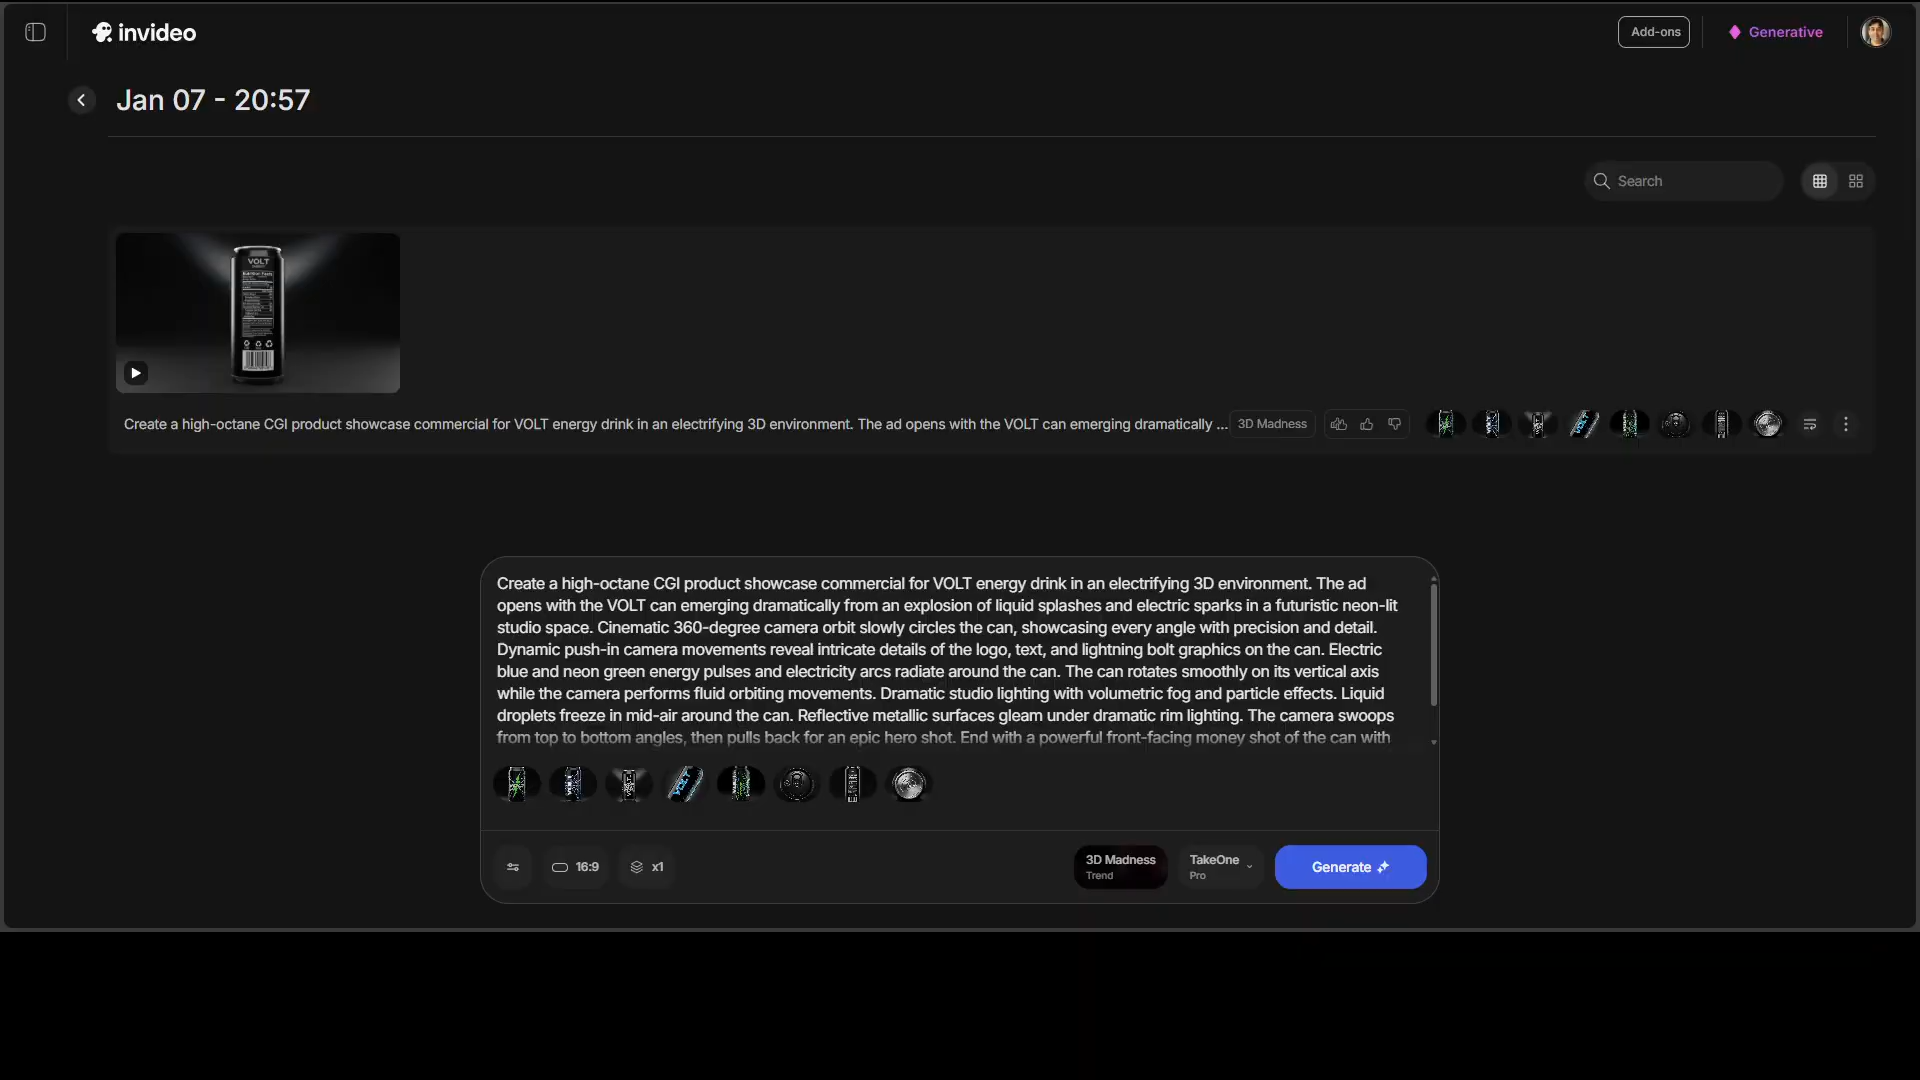 invideo
Add-ons
Generative
Jan 07 - 20:57
Search
VOLT
Create a high-octane CGI product showcase commercial for VOLT energy drink in an electrifying 3D environment. The ad opens with the VOLT can emerging dramatically ...
3D Madness
Create a high-octane CGI product showcase commercial for VOLT energy drink in an electrifying 3D environment. The ad
opens with the VOLT can emerging dramatically from an explosion of liquid splashes and electric sparks in a futuristic neon-lit
studio space. Cinematic 360-degree camera orbit slowly circles the can, showcasing every angle with precision and detail.
Dynamic push-in camera movements reveal intricate details of the logo, text, and lightning bolt graphics on the can. Electric
blue and neon green energy pulses and electricity arcs radiate around the can. The can rotates smoothly on its vertical axis
while the camera performs fluid orbiting movements. Dramatic studio lighting with volumetric fog and particle effects. Liquid
droplets freeze in mid-air around the can. Reflective metallic surfaces gleam under dramatic rim lighting. The camera swoops
from top to bottom angles, then pulls back for an epic hero shot. End with a powerful front-facing money shot of the can with
16:9
x1
3D Madness
Trend
TakeOne
Pro
Generate